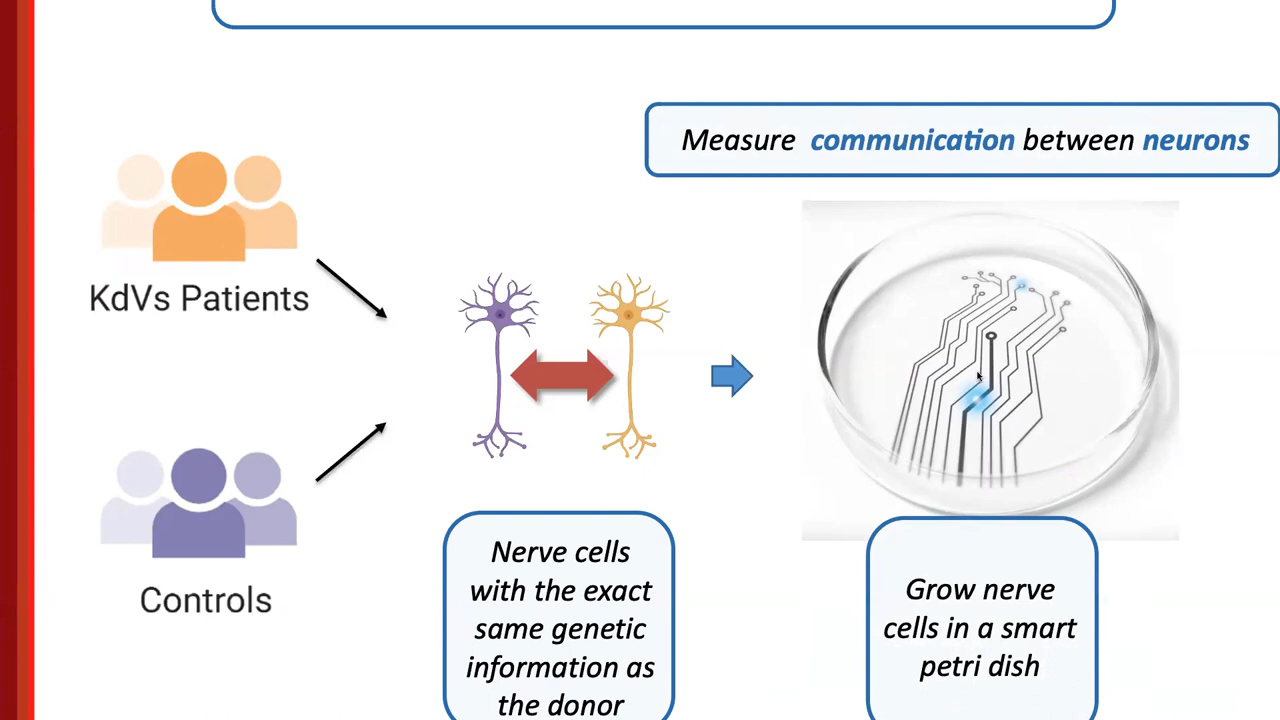 Measure communication between neurons
KdVs Patients
Controls
Nerve cells
with the exact
same genetic
information as
the donor
Grow nerve
cells in a smart
petri dish